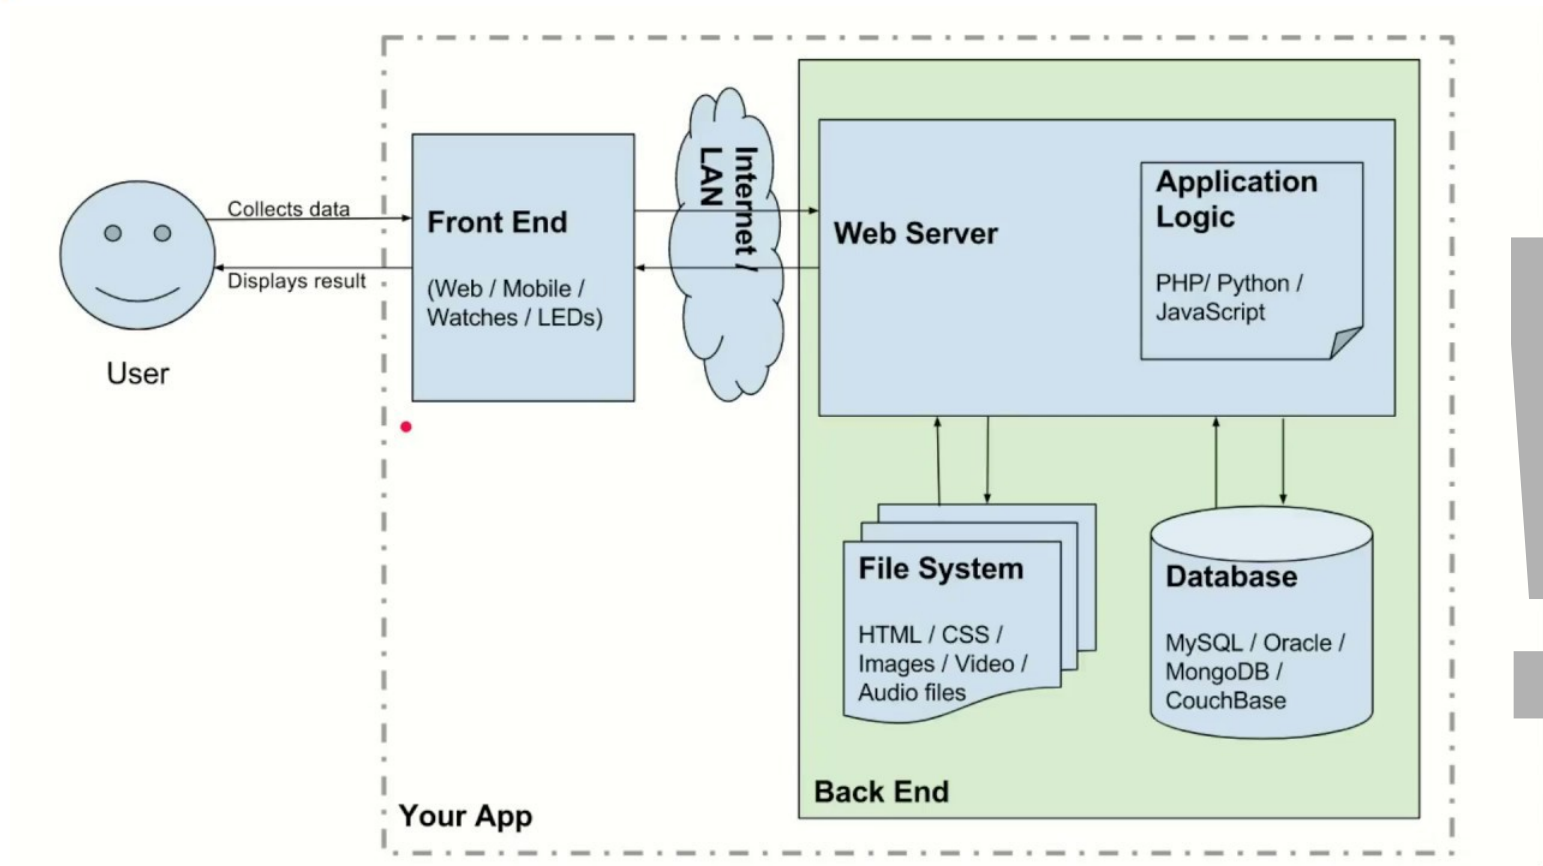 Collects data
Displays result
User
Front End
(Web / Mobile /
Watches / LEDs)
Internet /
LAN
Web Server
Application
Logic
PHP/ Python /
JavaScript
File System
HTML / CSS /
Images / Video /
Audio files
Database
MySQL / Oracle /
MongoDB /
CouchBase
Back End
Your App